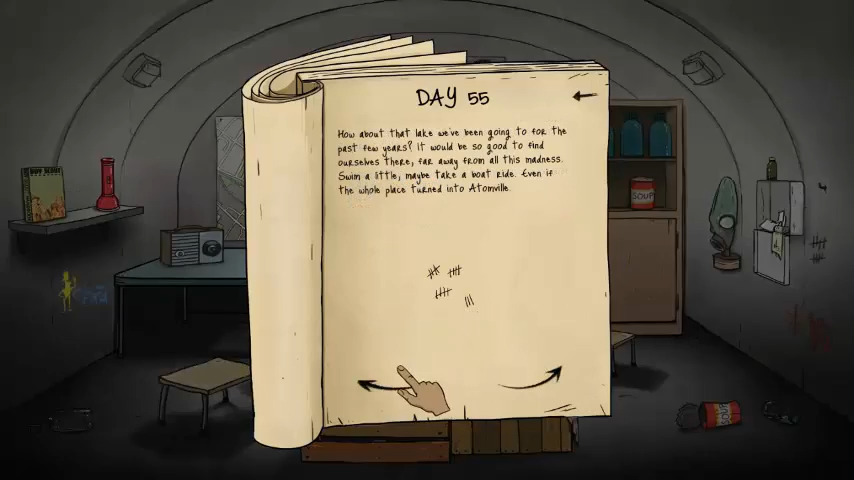 DAY 55
How about that lake we've been going to for the
past few years? It would be so good to find
ourselves there, far away from all this madness.
Swim a little, maybe take a boat ride. Even if
the whole place turned into Atomville.
BOY SCOUT
SOUP
SOUP